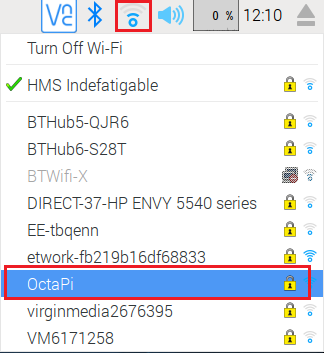 V2 0 % 12:10
Turn Off Wi-Fi
HMS Indefatigable
BTHub5-QJR6
BTHub6-S28T
BTWifi-X
DIRECT-37-HP ENVY 5540 series
EE-tbqenn
etwork-fb219b16df68833
OctaPi
virginmedia2676395
VM6171258